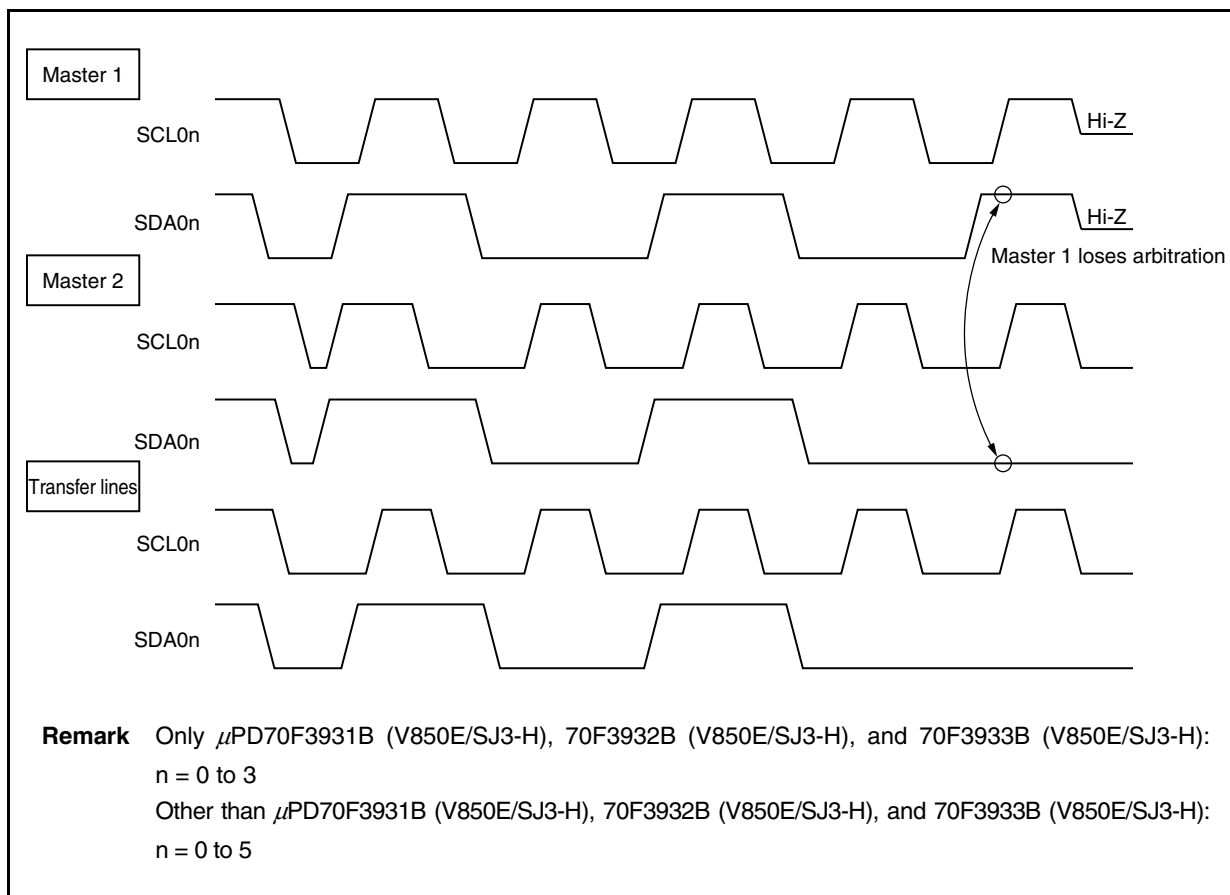 Master 1
SCL0n
Hi-Z
SDA0n
Hi-Z
Master 1 loses arbitration
Master 2
SCL0n
SDA0n
Transfer lines
SCL0n
SDA0n
Remark Only μPD70F3931B (V850E/SJ3-H), 70F3932B (V850E/SJ3-H), and 70F3933B (V850E/SJ3-H):
n = 0 to 3
Other than μPD70F3931B (V850E/SJ3-H), 70F3932B (V850E/SJ3-H), and 70F3933B (V850E/SJ3-H):
n = 0 to 5